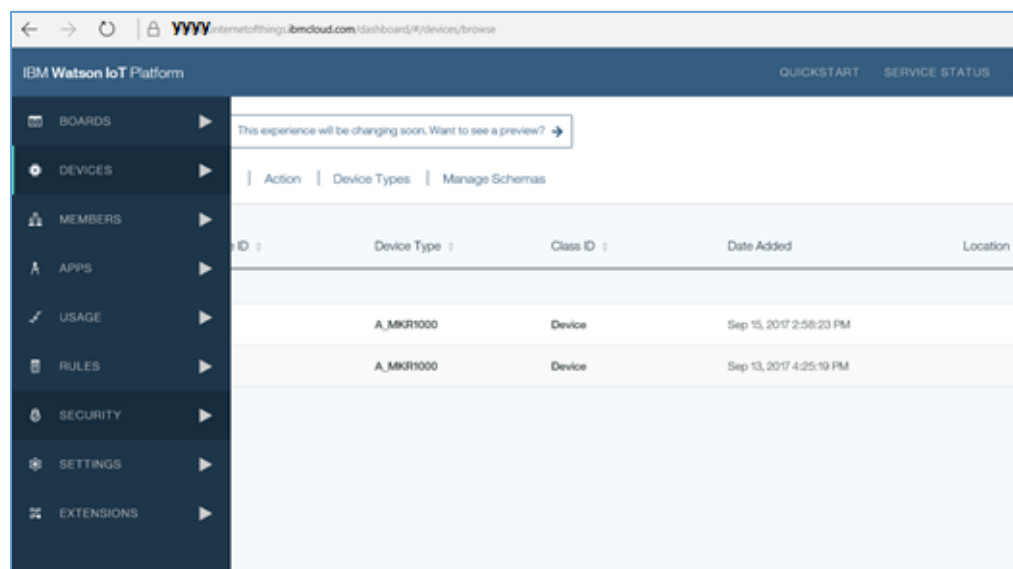 yyyy.internetofthings.ibmcloud.com/dashboard/#/devices/browse
IBM Watson IoT Platform
QUICKSTART
SERVICE STATUS
BOARDS
DEVICES
MEMBERS
APPS
USAGE
RULES
SECURITY
SETTINGS
EXTENSIONS
This experience will be changing soon. Want to see a preview?
Action | Device Types | Manage Schemas
ID Device Type Class ID Date Added Location
A_MKR1000 Device Sep 15, 2017 2:58:23 PM
A_MKR1000 Device Sep 13, 2017 4:25:19 PM